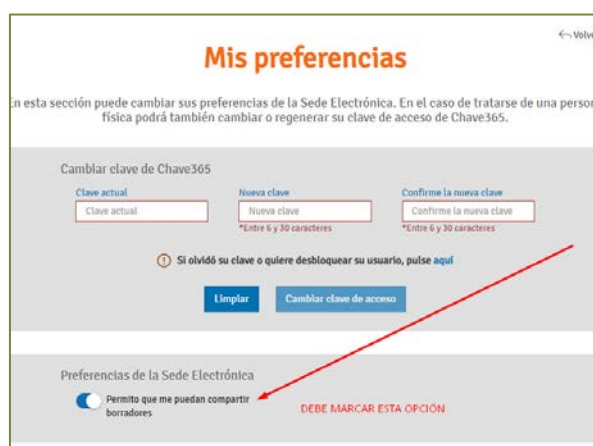 Volve
Mis preferencias
En esta sección puede cambiar sus preferencias de la Sede Electrónica. En el caso de tratarse de una person
física podrá también cambiar o regenerar su clave de acceso de Chave365.
Cambiar clave de Chave365
Clave actual Nueva clave Confirme la nueva clave
Clave actual Nueva clave Confirme la nueva clave
*Entre 6 y 30 caracteres *Entre 6 y 30 caracteres
Si olvidó su clave o quiere desbloquear su usuario, pulse aquí
Limpiar Cambiar clave de acceso
Preferencias de la Sede Electrónica
Permito que me puedan compartir
borradores
DEBE MARCAR ESTA OPCIÓN